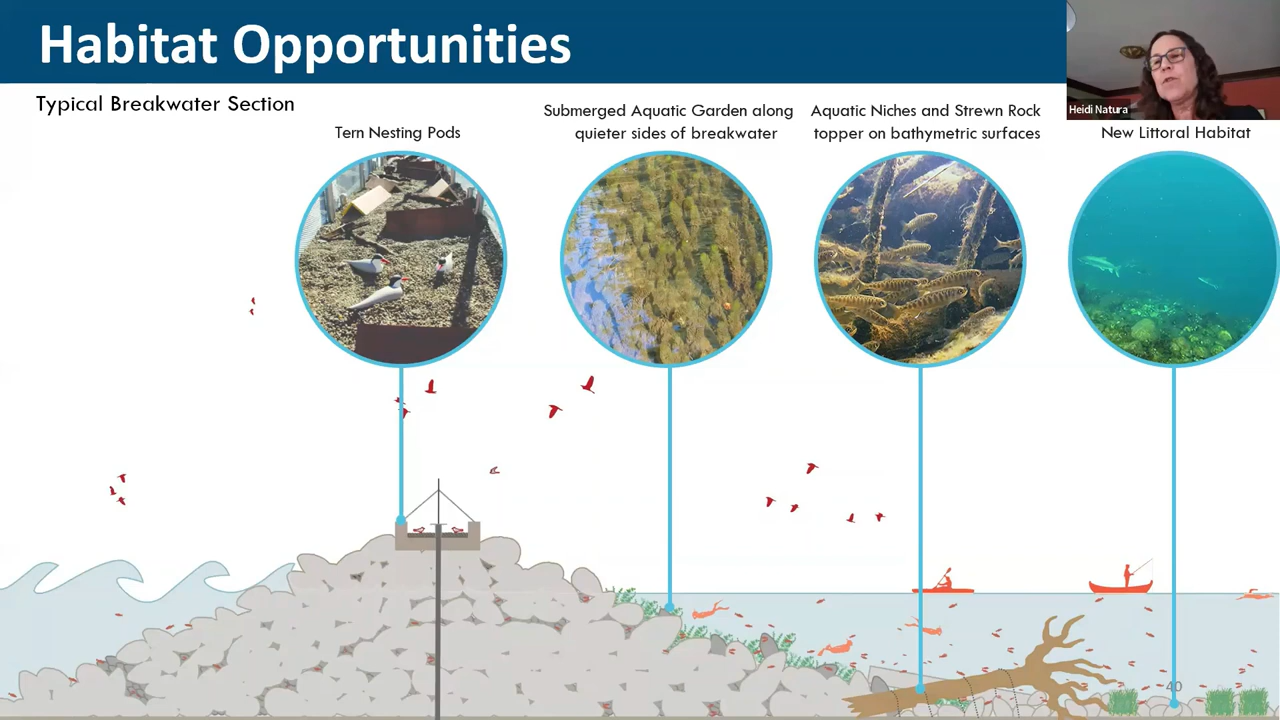 Habitat Opportunities
Heidi Natura
Typical Breakwater Section
Tern Nesting Pods
Submerged Aquatic Garden along
quieter sides of breakwater
Aquatic Niches and Strewn Rock
topper on bathymetric surfaces
New Littoral Habitat
40